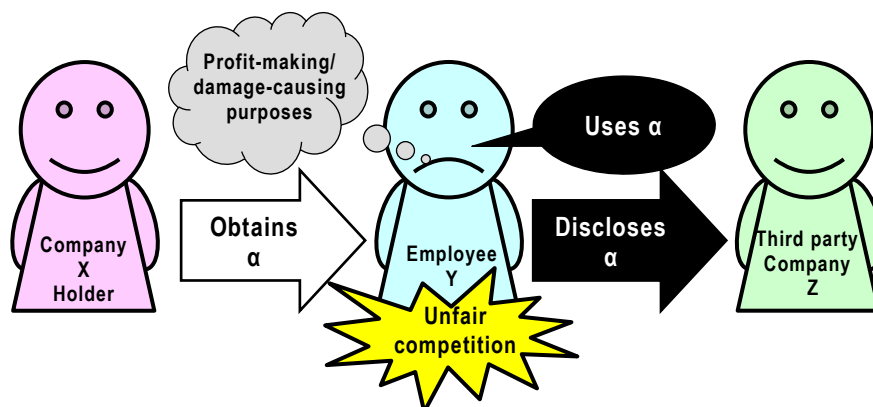 Profit-making/
damage-causing
purposes
Uses α
Obtains
α
Discloses
α
Company
X
Holder
Employee
Y
Third party
Company
Z
Unfair
competition